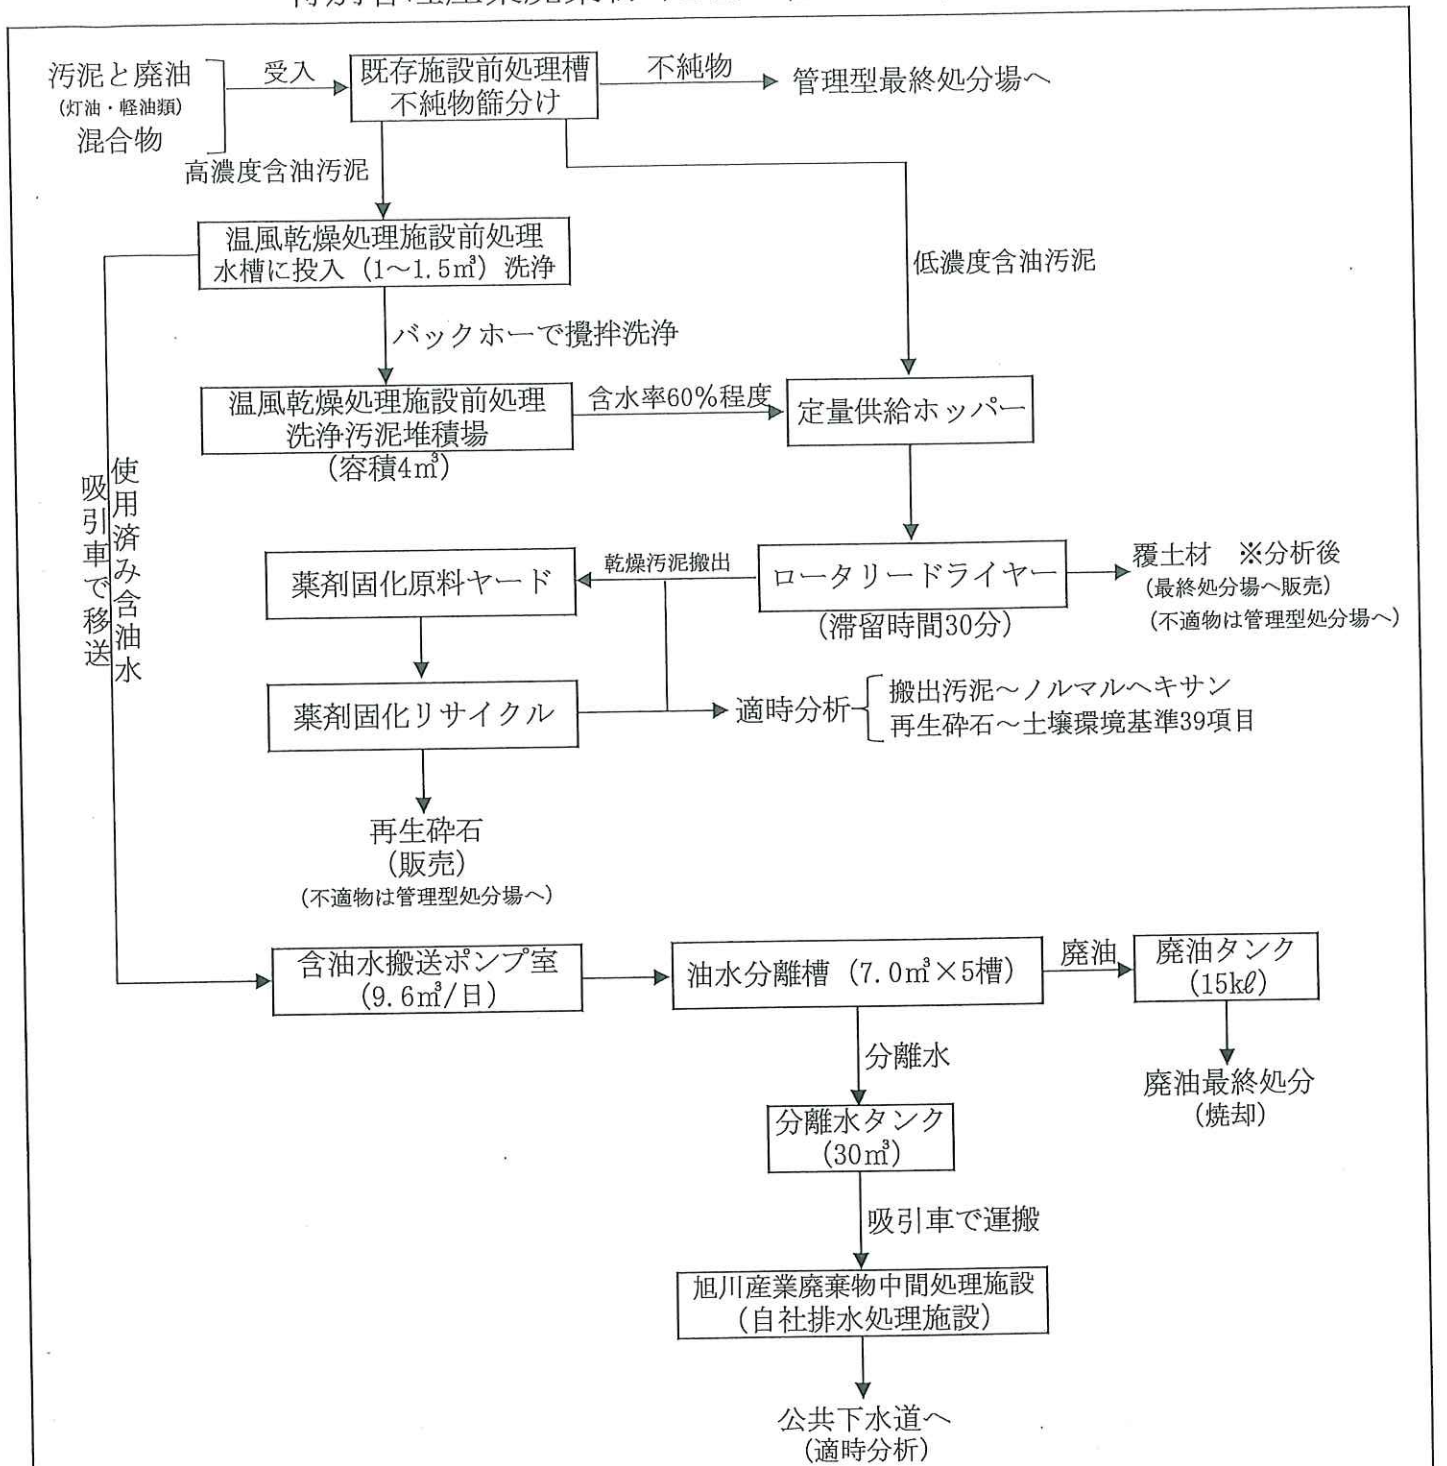 汚泥と廃油
(灯油・軽油類)
混合物
受入
既存施設前処理槽
不純物篩分け
不純物
管理型最終処分場へ
高濃度含油汚泥
温風乾燥処理施設前処理
水槽に投入（1～1.5㎥）洗浄
低濃度含油汚泥
バックホーで攪拌洗浄
温風乾燥処理施設前処理
洗浄汚泥堆積場
(容積4㎥)
含水率60%程度
定量供給ホッパー
使用済み含油水
吸引車で移送
薬剤固化原料ヤード
乾燥汚泥搬出
ロータリードライヤー
(滞留時間30分)
覆土材　※分析後
(最終処分場へ販売)
(不適物は管理型処分場へ)
薬剤固化リサイクル
適時分析
搬出汚泥～ノルマルヘキサン
再生砕石～土壌環境基準39項目
再生砕石
(販売)
(不適物は管理型処分場へ)
含油水搬送ポンプ室
(9.6㎥/日)
油水分離槽（7.0㎥×5槽）
廃油
廃油タンク
(15kℓ)
分離水
廃油最終処分
(焼却)
分離水タンク
(30㎥)
吸引車で運搬
旭川産業廃棄物中間処理施設
(自社排水処理施設)
公共下水道へ
(適時分析)